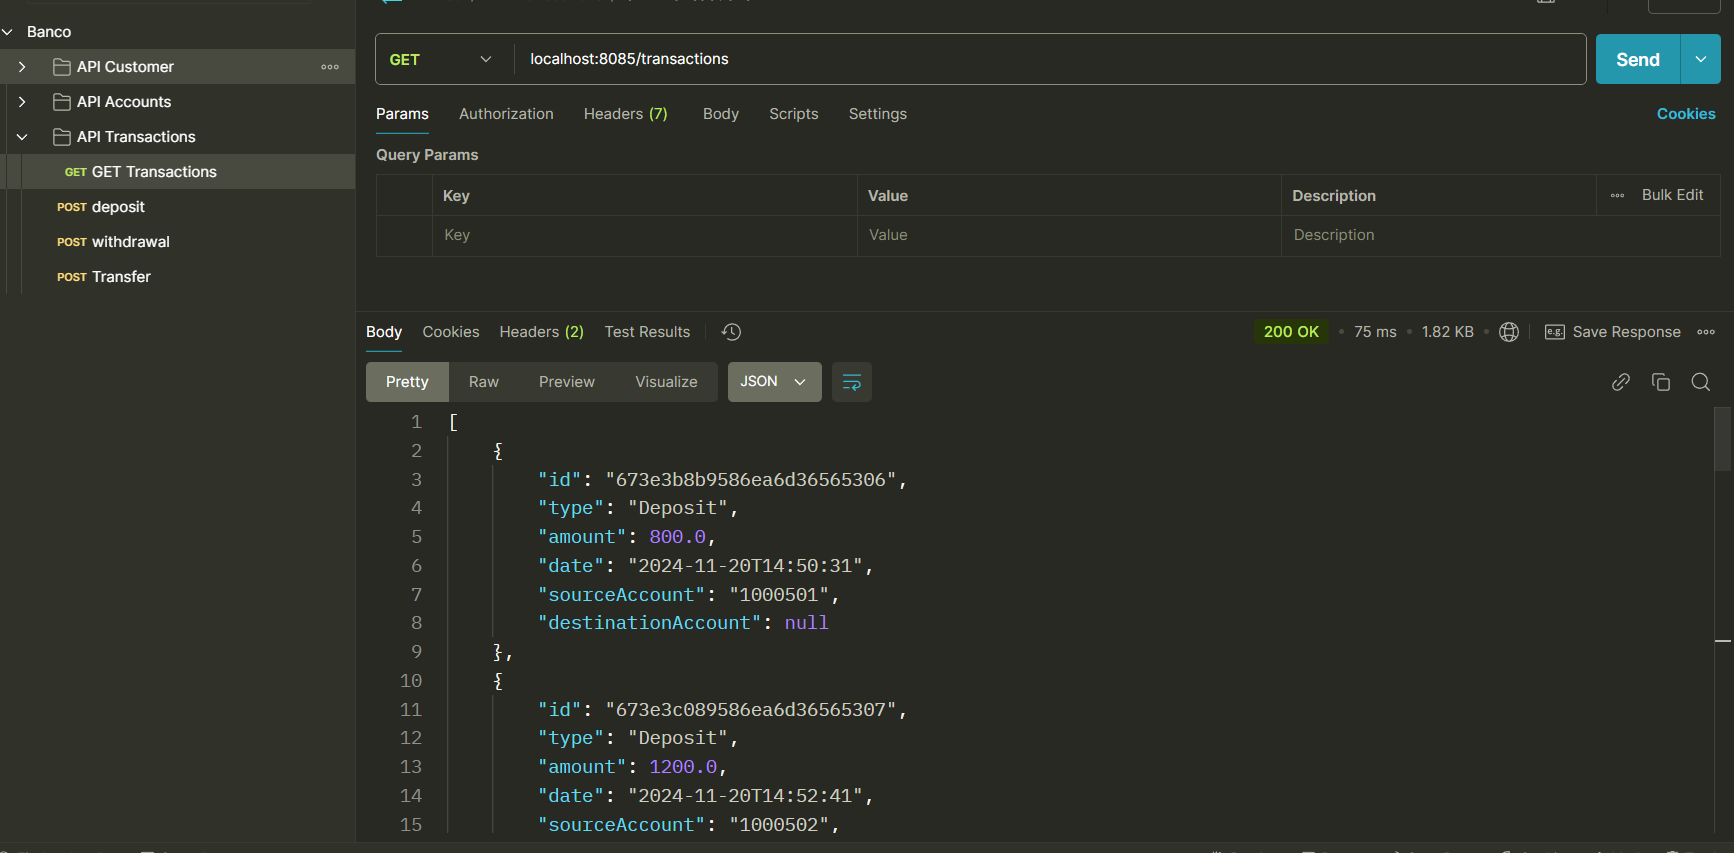 Banco
API Customer
API Accounts
API Transactions
GET GET Transactions
POST deposit
POST withdrawal
POST Transfer
GET localhost:8085/transactions Send
Params Authorization Headers (7) Body Scripts Settings Cookies
Query Params
Key Value Description Bulk Edit
Key Value Description
Body Cookies Headers (2) Test Results 200 OK 75 ms 1.82 KB e.g. Save Response
Pretty Raw Preview Visualize JSON
1 [
2 {
3 "id": "673e3b8b9586ea6d36565306",
4 "type": "Deposit",
5 "amount": 800.0,
6 "date": "2024-11-20T14:50:31",
7 "sourceAccount": "1000501",
8 "destinationAccount": null
9 },
10 {
11 "id": "673e3c089586ea6d36565307",
12 "type": "Deposit",
13 "amount": 1200.0,
14 "date": "2024-11-20T14:52:41",
15 "sourceAccount": "1000502",